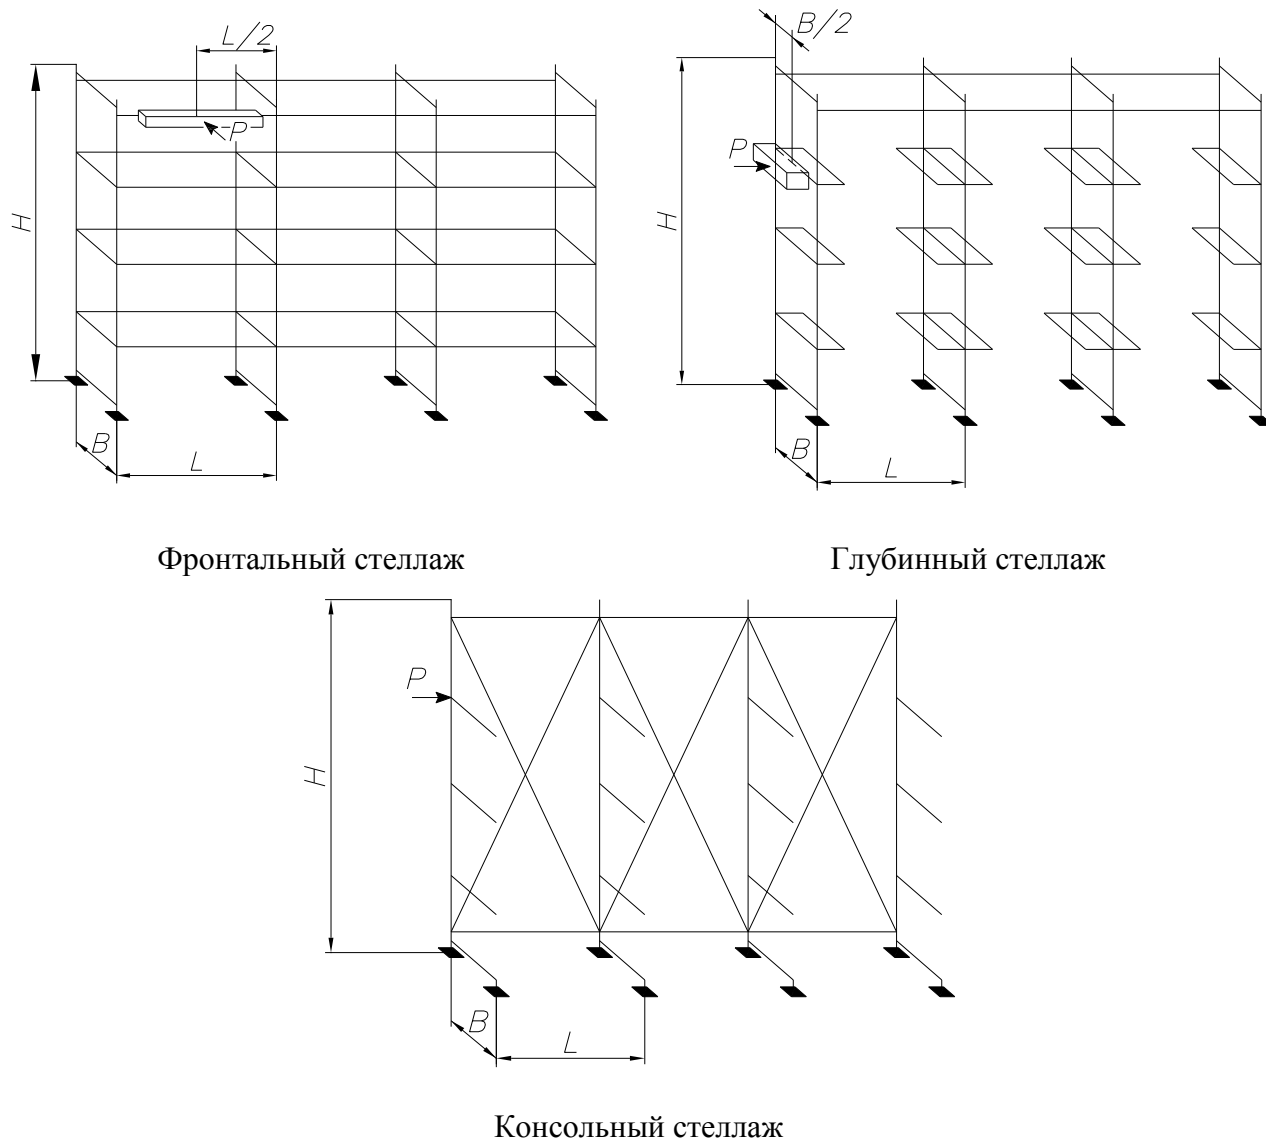 L/2
H
P
B
L
Фронтальный стеллаж
B/2
P
H
B
L
Глубинный стеллаж
P
H
B
L
Консольный стеллаж